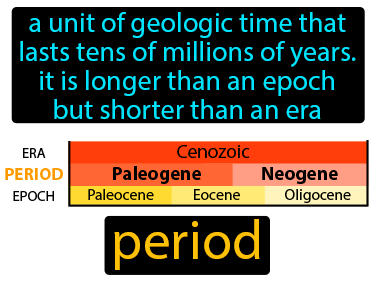 a unit of geologic time that
lasts tens of millions of years.
it is longer than an epoch
but shorter than an era
ERA Cenozoic
PERIOD Paleogene Neogene
EPOCH Paleocene Eocene Oligocene
period